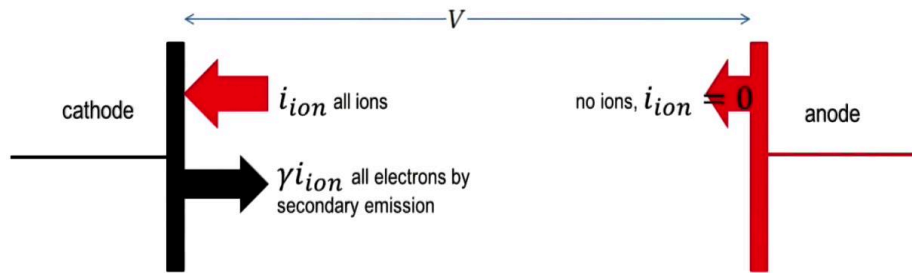 V
cathode
i_ion all ions
no ions, i_ion = 0
anode
γi_ion all electrons by
secondary emission